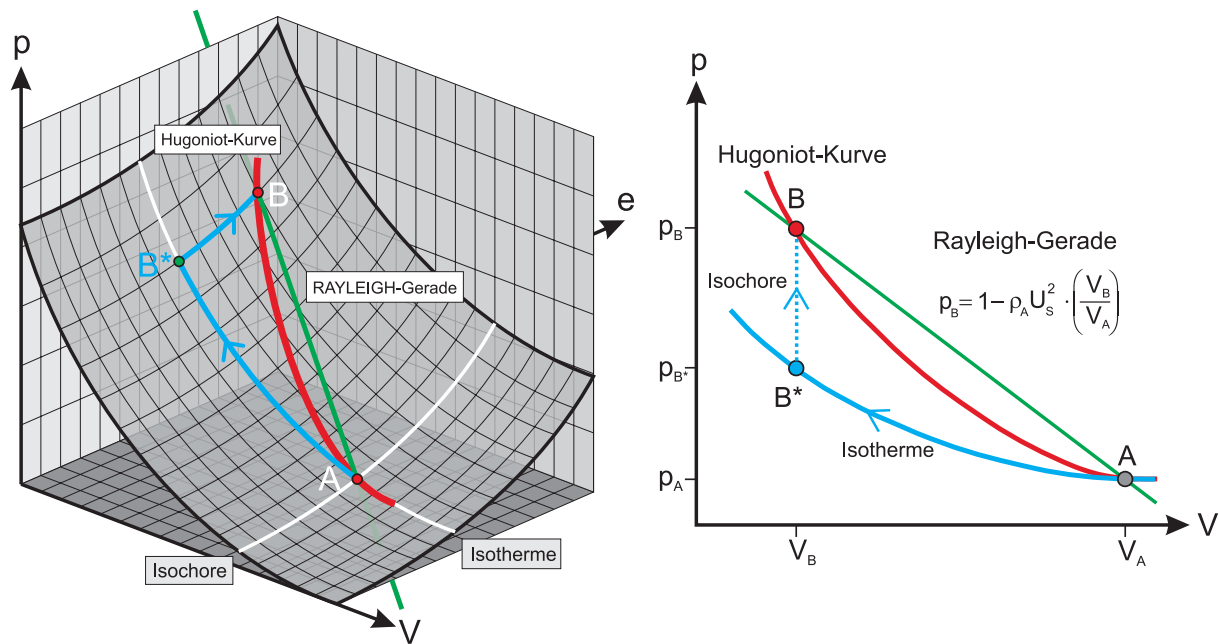 p
Hugoniot-Kurve
B
e
B*
RAYLEIGH-Gerade
A
Isochore
Isotherme
V
p
Hugoniot-Kurve
B
p_B
Rayleigh-Gerade
Isochore
p_B = 1 − ρ_A U_S^2 · (V_B / V_A)
p_B*
B*
Isotherme
A
p_A
V
V_B
V_A